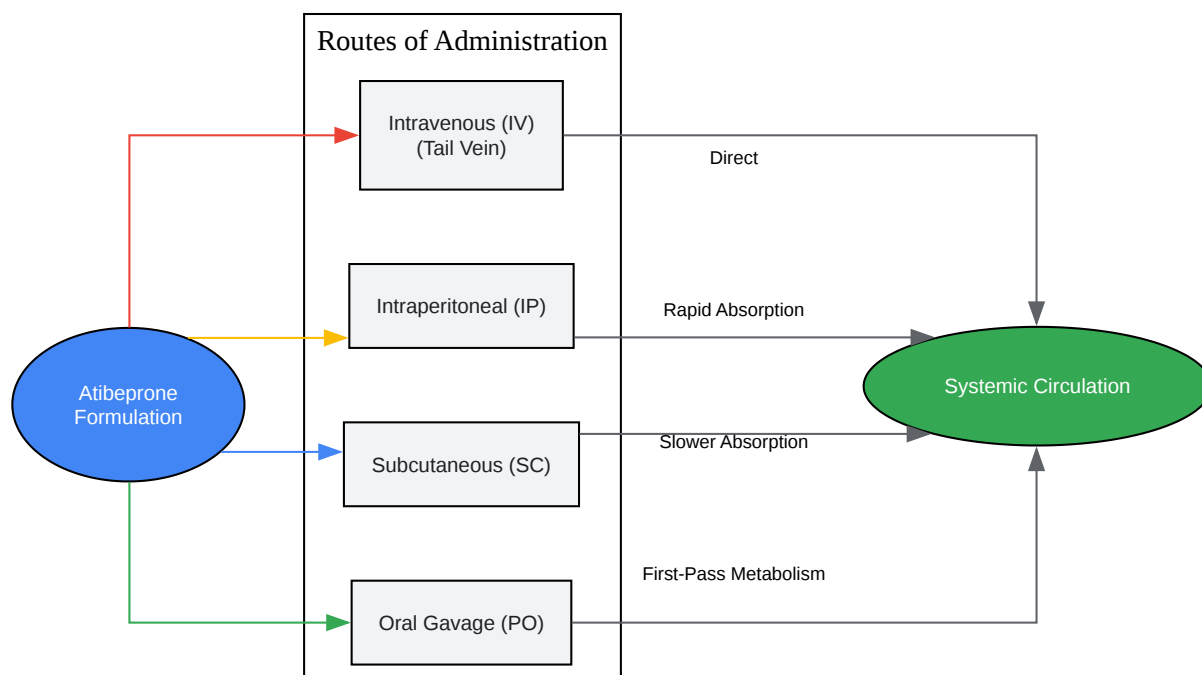 Routes of Administration
Intravenous (IV)
(Tail Vein)
Direct
Intraperitoneal (IP)
Rapid Absorption
Atibeprone
Formulation
Systemic Circulation
Subcutaneous (SC)
Slower Absorption
First-Pass Metabolism
Oral Gavage (PO)